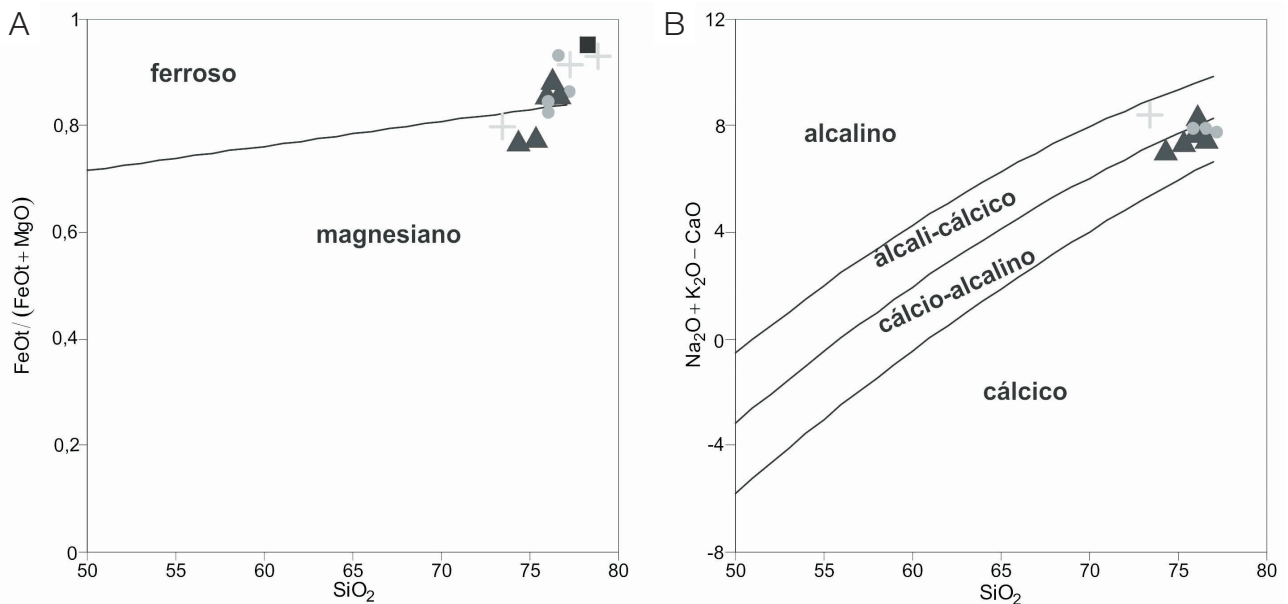 A
1
0.8
0,6
0.4
0,2
0
50
55
60
65
70
75
80
SiO₂
FeOt / (FeOt + MgO)
ferroso
magnesiano
B
12
8
4
0
-4
-8
50
55
60
65
70
75
80
SiO₂
Na₂O + K₂O – CaO
alcalino
álcali-cálcico
cálcio-alcalino
cálcico